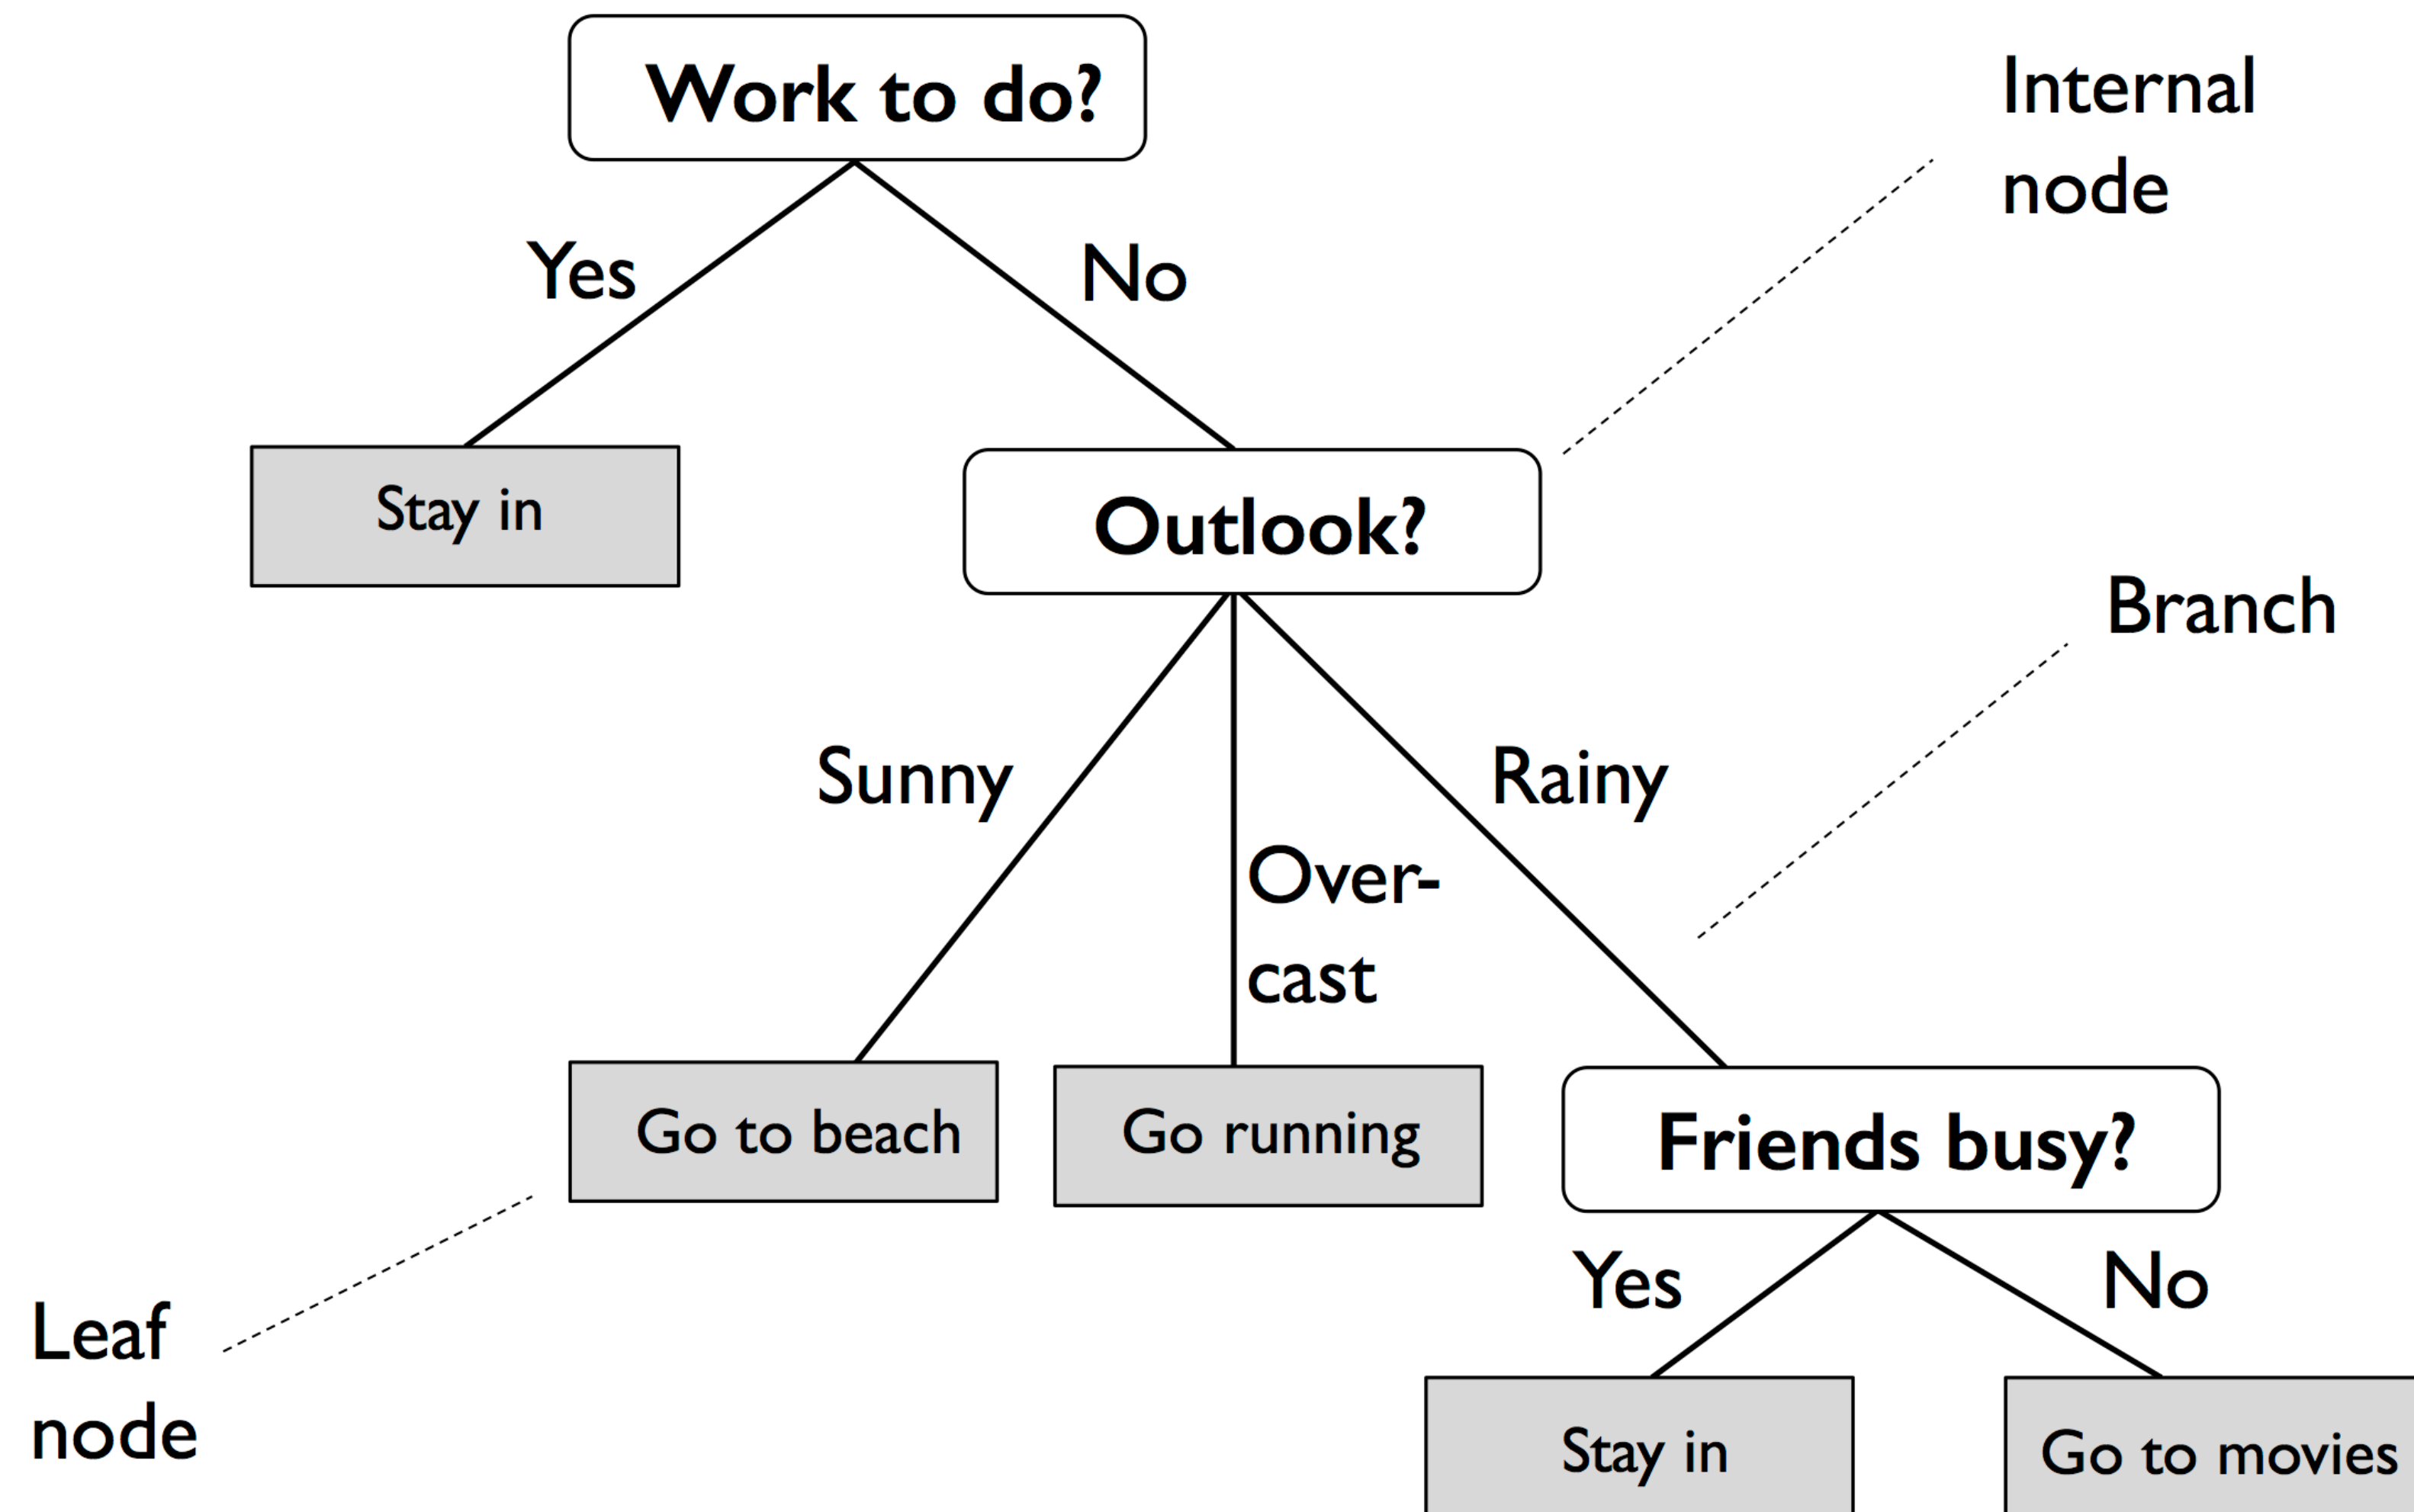 Work to do?
Internal
node
Yes
No
Stay in
Outlook?
Branch
Sunny
Rainy
Over-
cast
Go to beach
Go running
Friends busy?
Yes
No
Leaf
node
Stay in
Go to movies